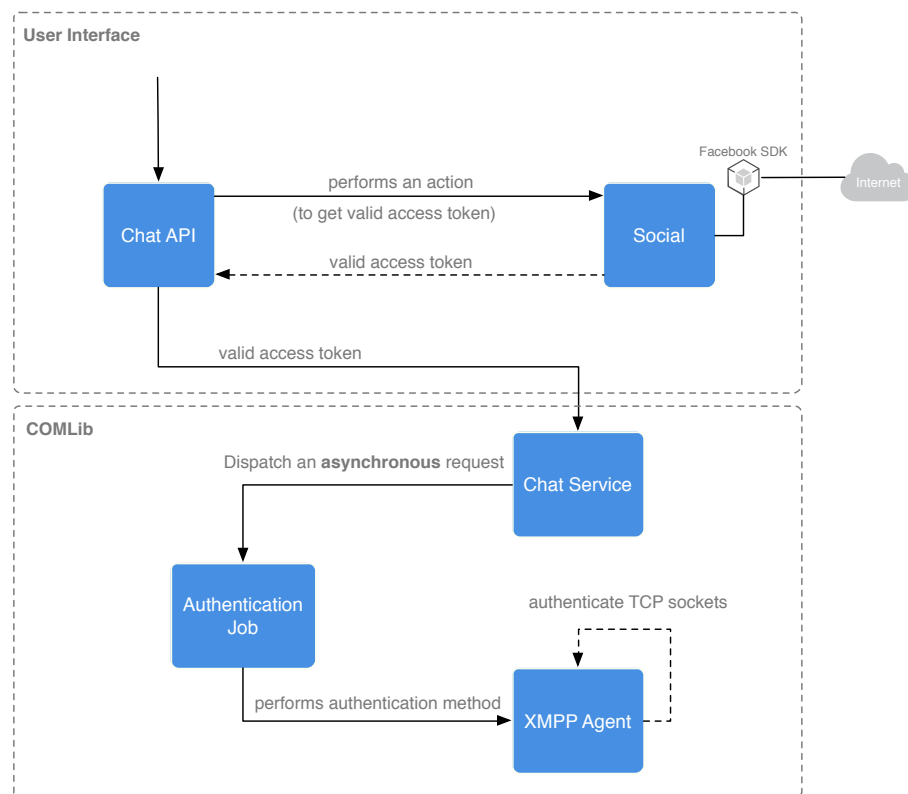 User Interface
Facebook SDK
Internet
performs an action
(to get valid access token)
Chat API
Social
valid access token
valid access token
COMLib
Dispatch an asynchronous request
Chat Service
Authentication
Job
authenticate TCP sockets
performs authentication method
XMPP Agent